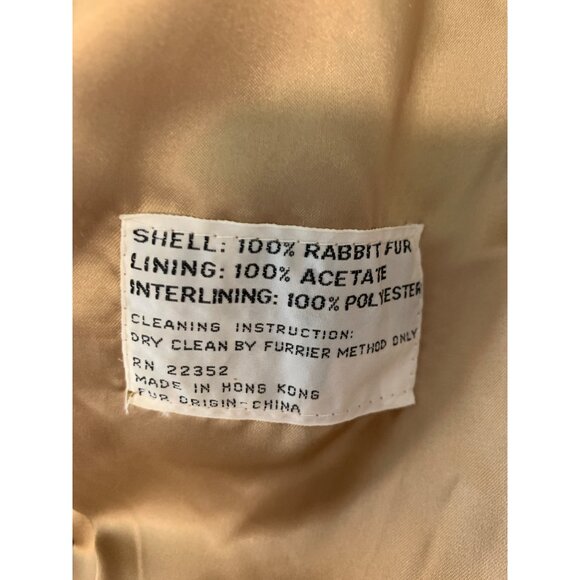 SHELL: 100% RABBIT FUR
LINING: 100% ACETATE
INTERLINING: 100% POLYESTER
CLEANING INSTRUCTION:
DRY CLEAN BY FURRIER METHOD ONLY
RN 22352
MADE IN HONG KONG
FUR ORIGIN-CHINA